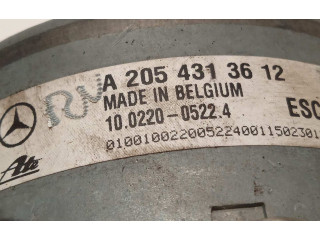 A 205 431 36 12
RV MADE IN BELGIUM
10.0220-0522.4 ESC
Ate 0100100220052240011502301